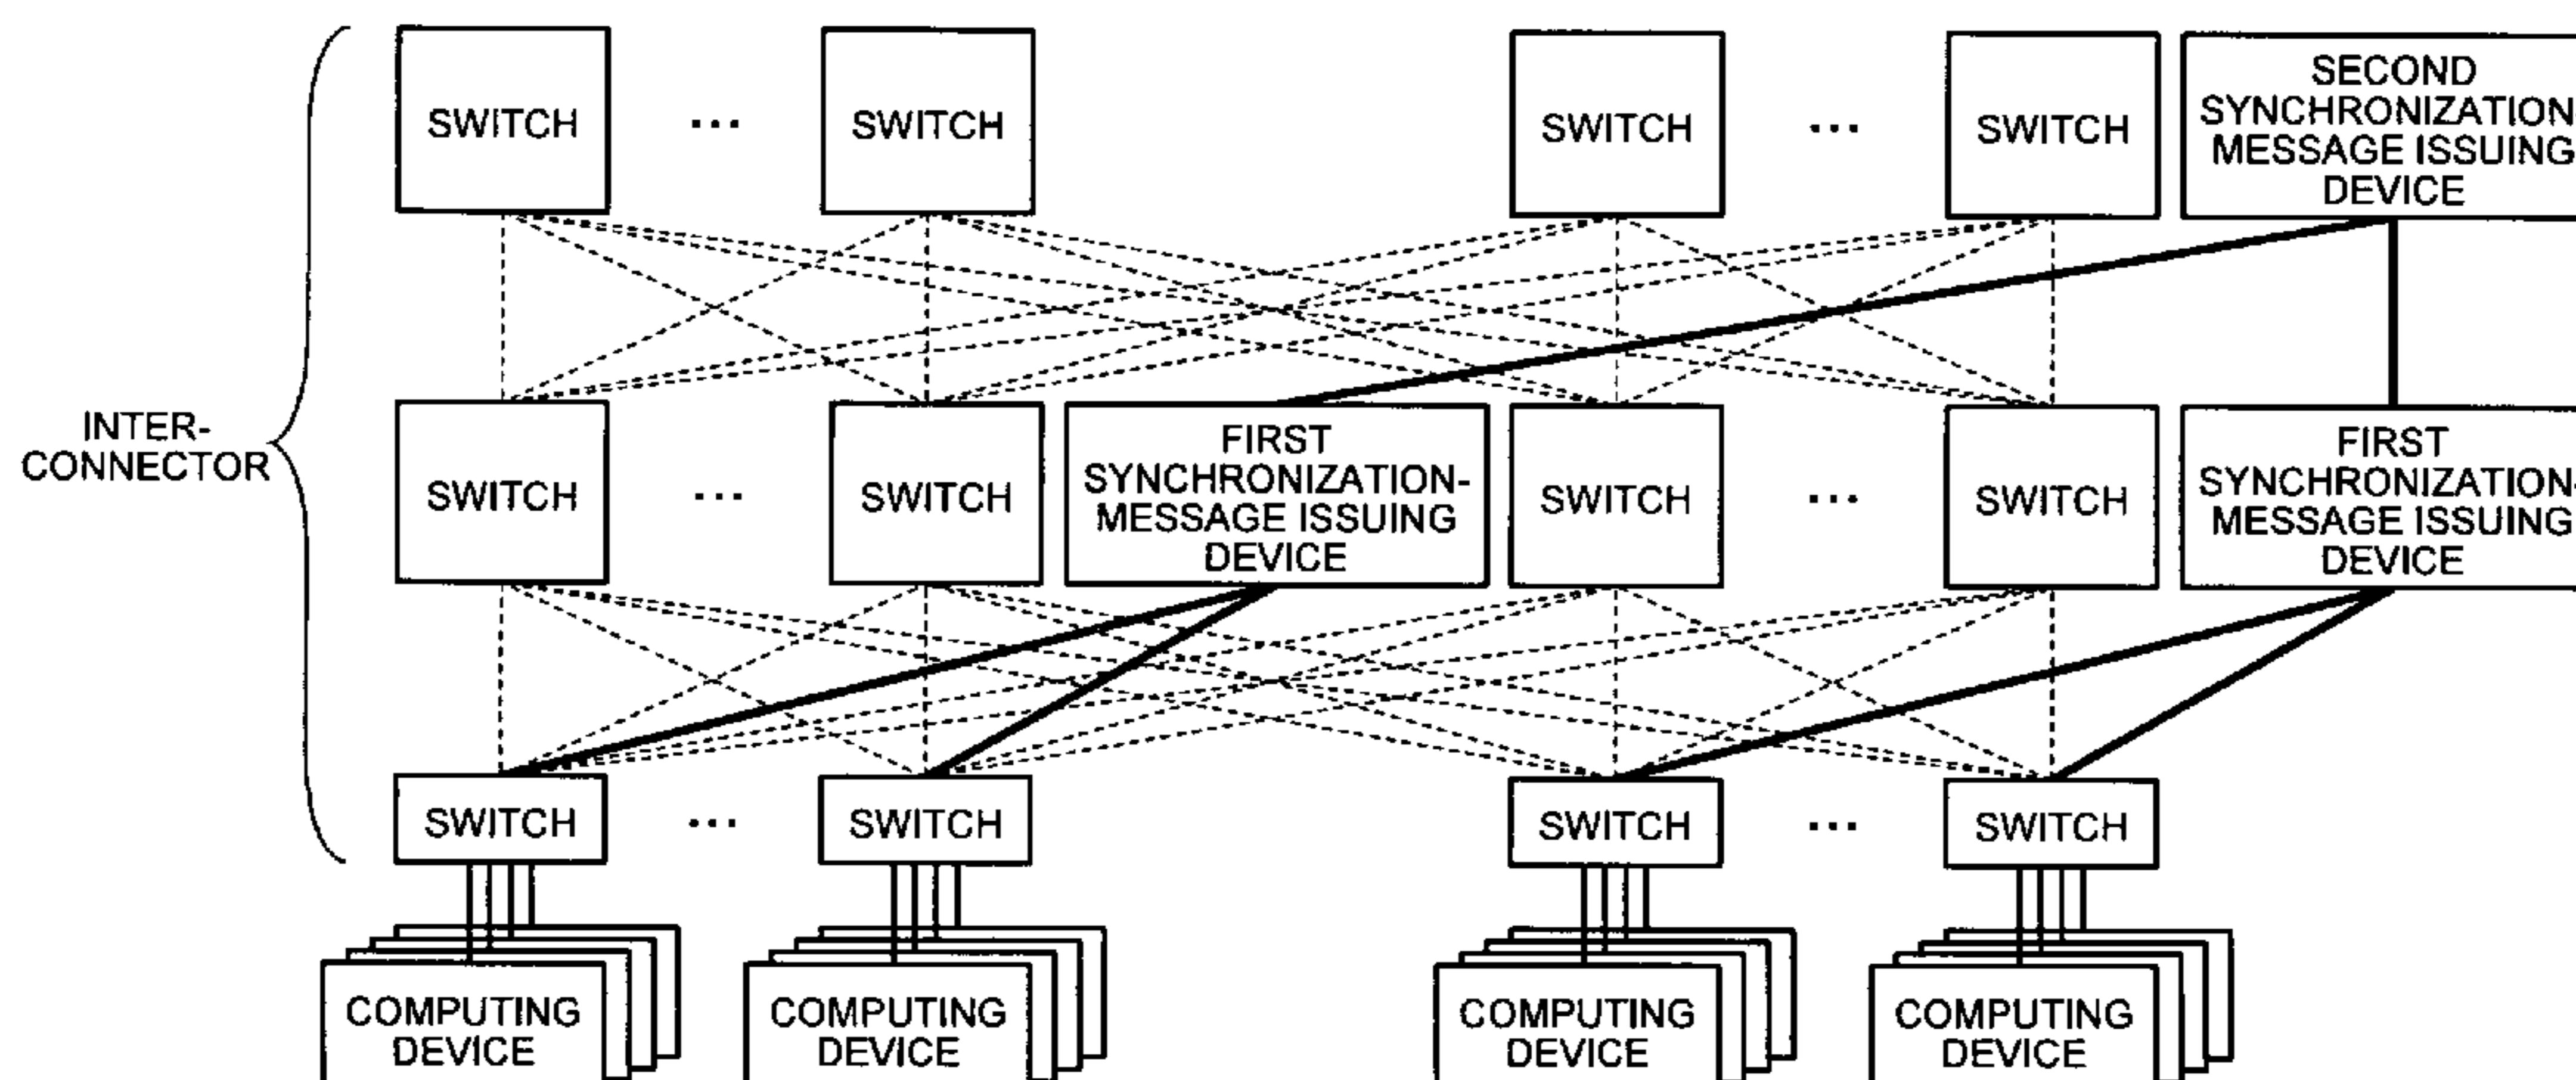 SWITCH
...
SWITCH
SWITCH
...
SWITCH
SECOND
SYNCHRONIZATION
MESSAGE ISSUING
DEVICE
INTER-
CONNECTOR
SWITCH
...
SWITCH
FIRST
SYNCHRONIZATION-
MESSAGE ISSUING
DEVICE
SWITCH
...
SWITCH
FIRST
SYNCHRONIZATION-
MESSAGE ISSUING
DEVICE
SWITCH
...
SWITCH
SWITCH
...
SWITCH
COMPUTING
DEVICE
COMPUTING
DEVICE
COMPUTING
DEVICE
COMPUTING
DEVICE